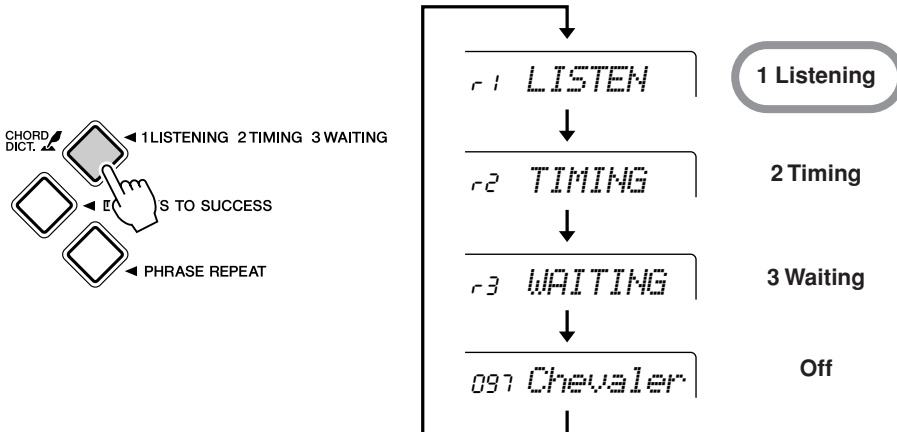 r1 LISTEN
1 Listening
CHORD
DICT.
1 LISTENING 2 TIMING 3 WAITING
r2 TIMING
2 Timing
S TO SUCCESS
PHRASE REPEAT
r3 WAITING
3 Waiting
097 Chevaler
Off